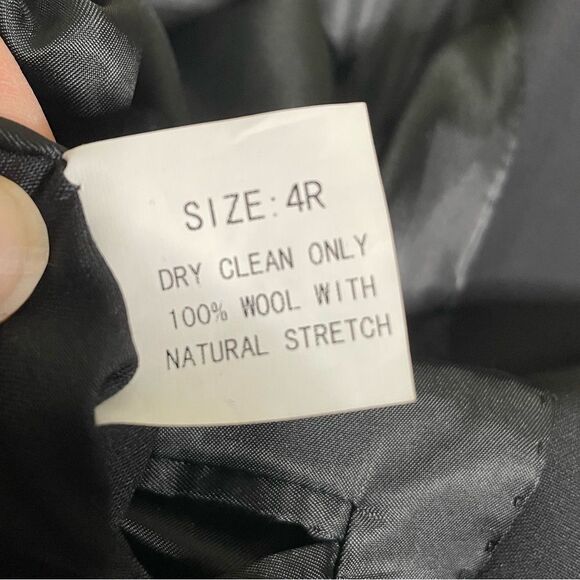 SIZE: 4R
DRY CLEAN ONLY
100% WOOL WITH
NATURAL STRETCH